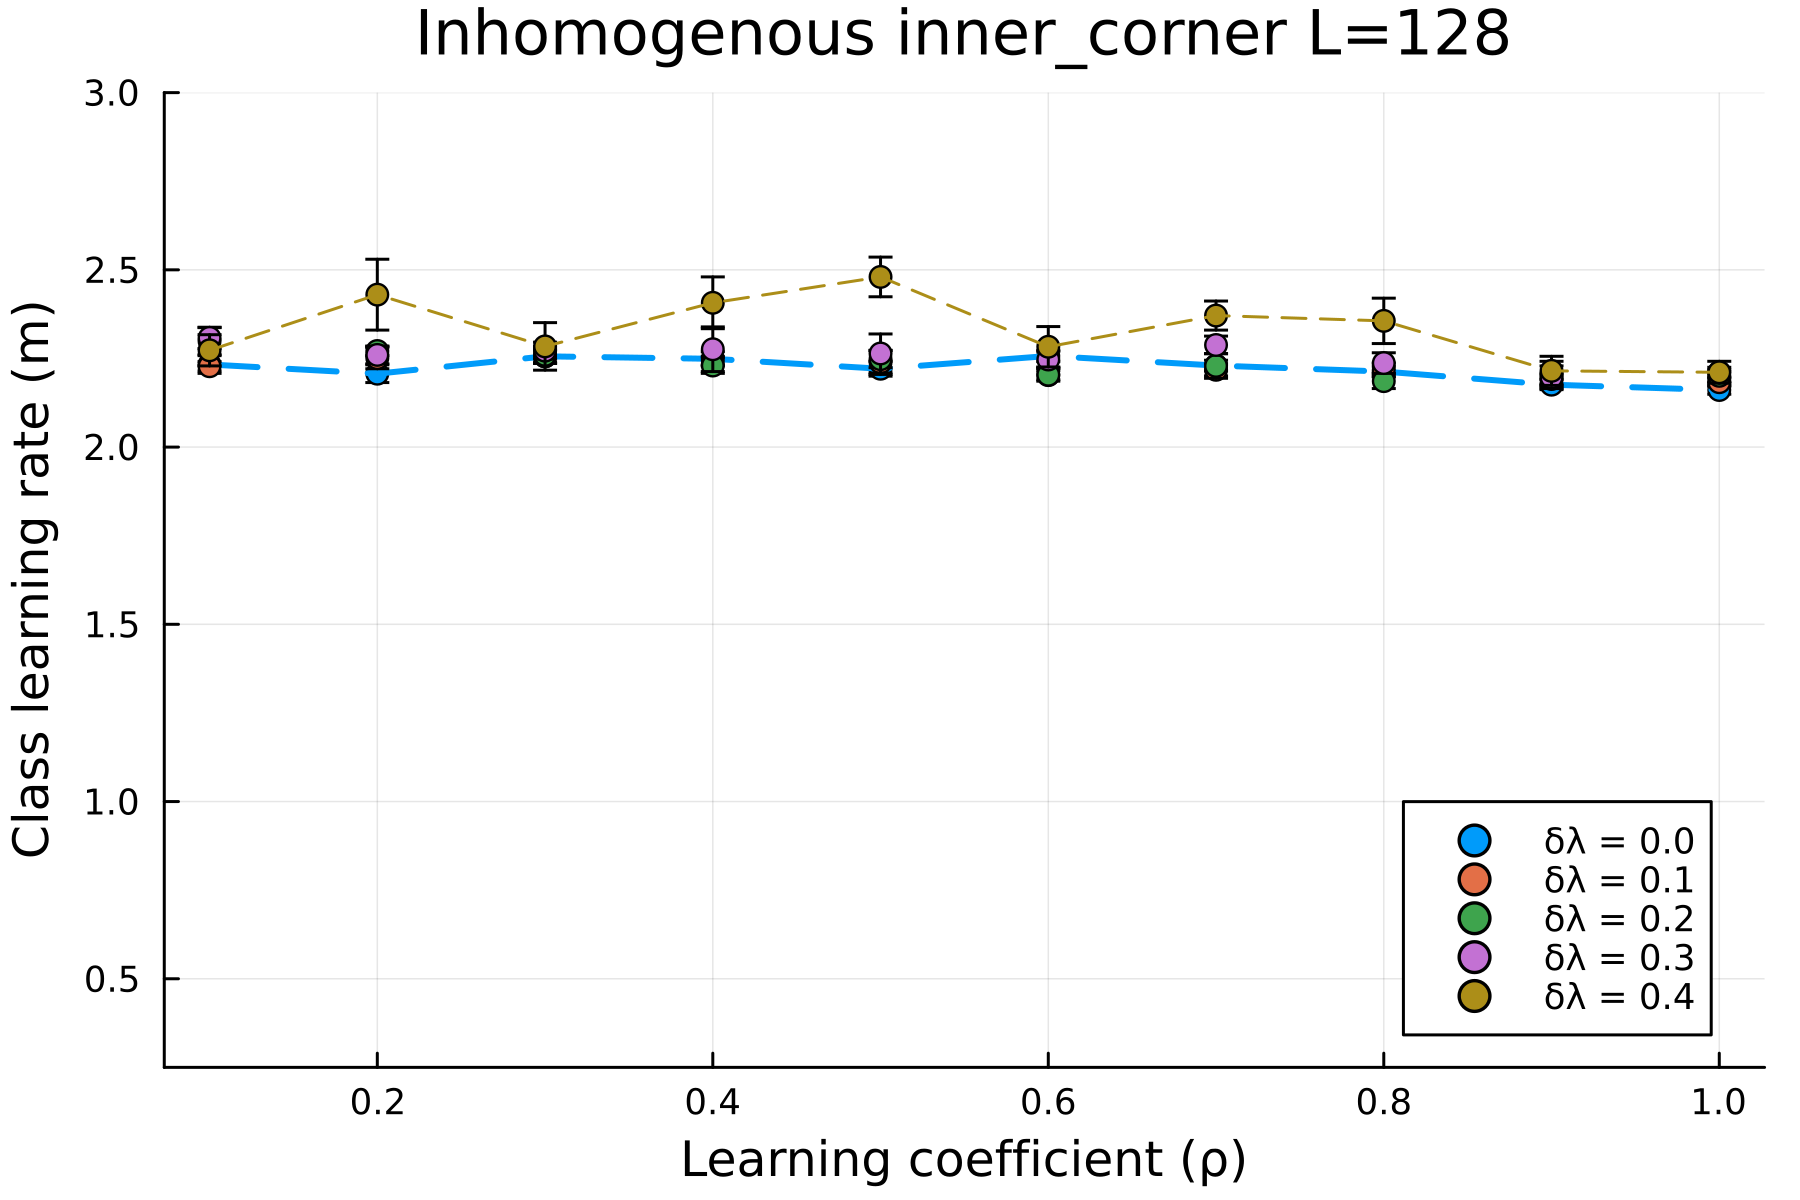 Inhomogenous inner_corner L=128
Class learning rate (m)
3.0
2.5
2.0
1.5
1.0
0.5
δλ = 0.0
δλ = 0.1
δλ = 0.2
δλ = 0.3
δλ = 0.4
0.2 0.4 0.6 0.8 1.0
Learning coefficient (ρ)